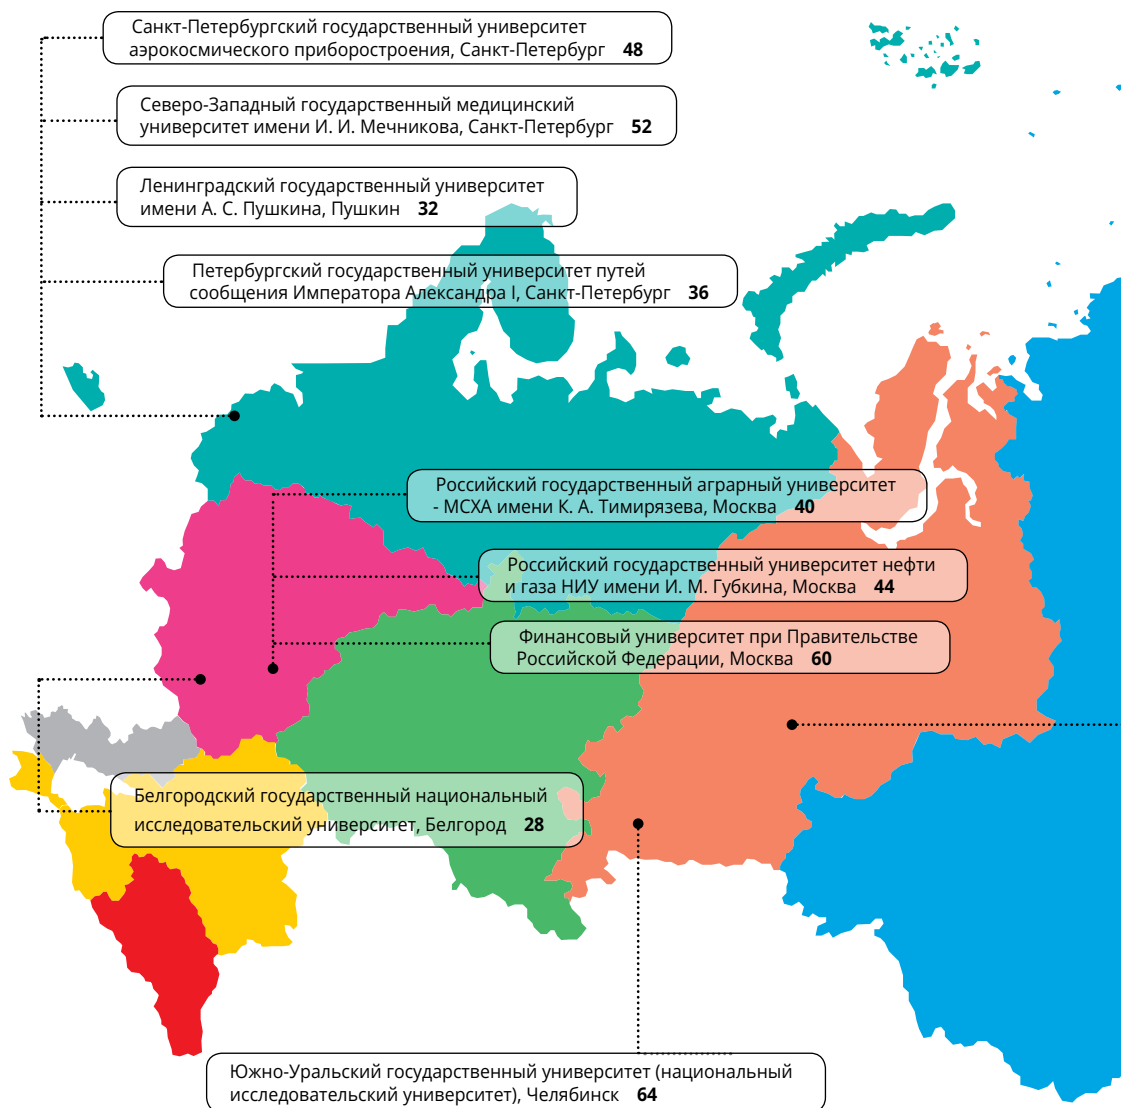 Санкт-Петербургский государственный университет
аэрокосмического приборостроения, Санкт-Петербург 48
Северо-Западный государственный медицинский
университет имени И. И. Мечникова, Санкт-Петербург 52
Ленинградский государственный университет
имени А. С. Пушкина, Пушкин 32
Петербургский государственный университет путей
сообщения Императора Александра I, Санкт-Петербург 36
Российский государственный аграрный университет
- МСХА имени К. А. Тимирязева, Москва 40
Российский государственный университет нефти
и газа НИУ имени И. М. Губкина, Москва 44
Финансовый университет при Правительстве
Российской Федерации, Москва 60
Белгородский государственный национальный
исследовательский университет, Белгород 28
Южно-Уральский государственный университет (национальный
исследовательский университет), Челябинск 64